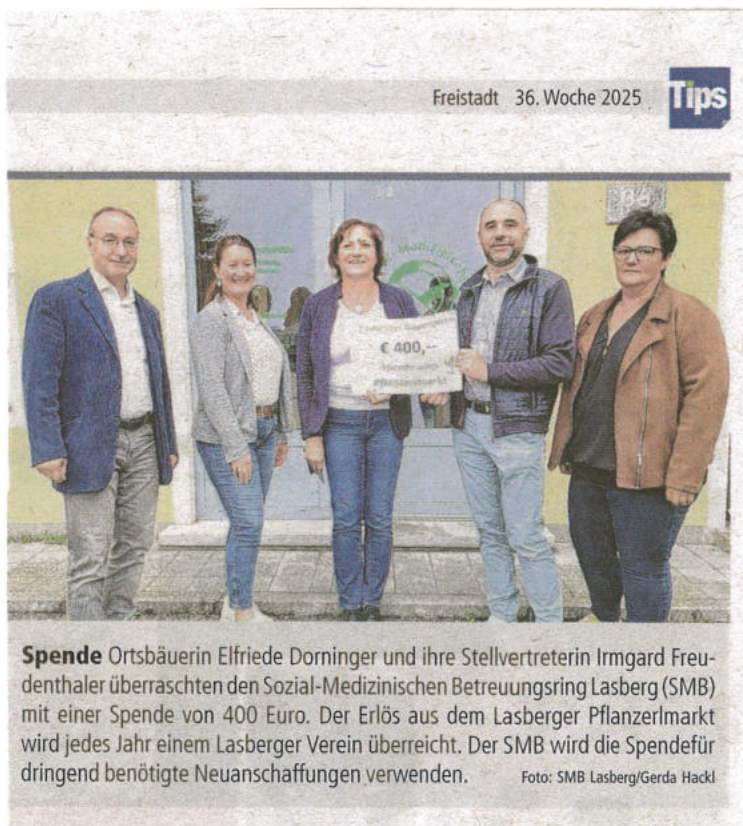 Freistadt 36. Woche 2025
Tips
€ 400,--
Pflanzerlmarkt
Spende Ortsbäuerin Elfriede Dorninger und ihre Stellvertreterin Irmgard Freu-
denthaler überraschten den Sozial-Medizinischen Betreuungsring Lasberg (SMB)
mit einer Spende von 400 Euro. Der Erlös aus dem Lasberger Pflanzerlmarkt
wird jedes Jahr einem Lasberger Verein überreicht. Der SMB wird die Spendefür
dringend benötigte Neuanschaffungen verwenden.
Foto: SMB Lasberg/Gerda Hackl